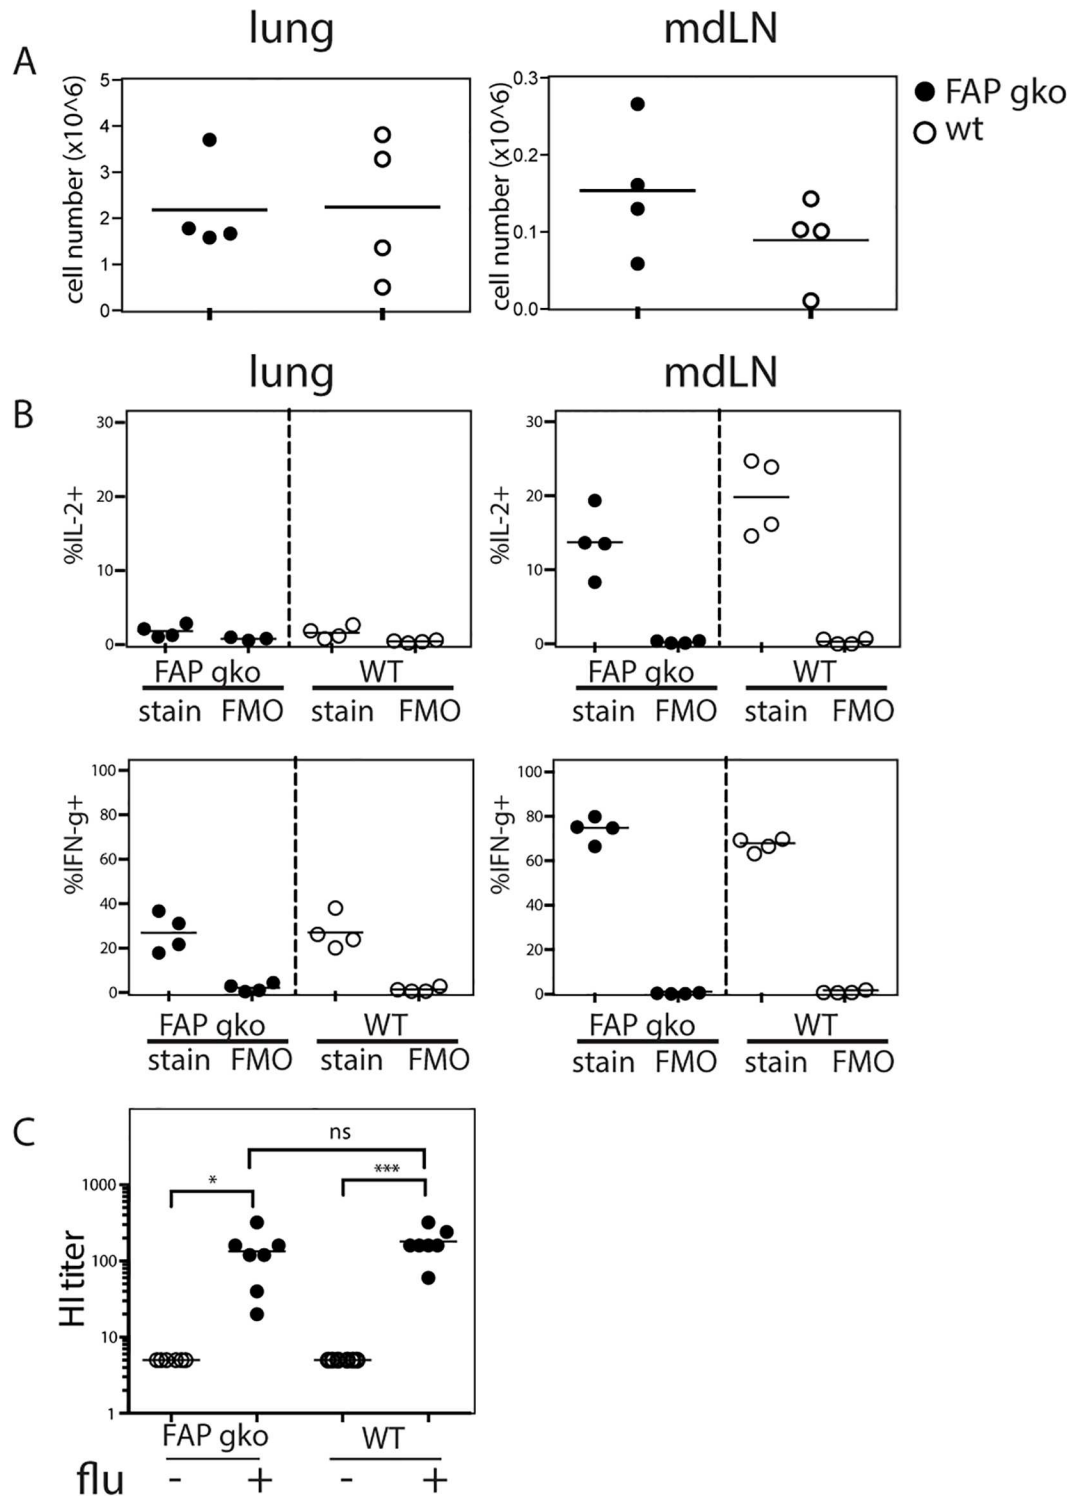 lung mdLN
A
cell number (x10^6)
5
4
3
2
1
0
cell number (x10^6)
0.3
0.2
0.1
0.0
FAP gko
wt
lung mdLN
B
%IL-2+
30
20
10
0
FAP gko WT
stain FMO stain FMO
%IL-2+
30
20
10
0
FAP gko WT
stain FMO stain FMO
%IFN-g+
100
80
60
40
20
0
FAP gko WT
stain FMO stain FMO
%IFN-g+
100
80
60
40
20
0
FAP gko WT
stain FMO stain FMO
C
ns
* ***
HI titer
1000
100
10
1
FAP gko WT
flu - + - +